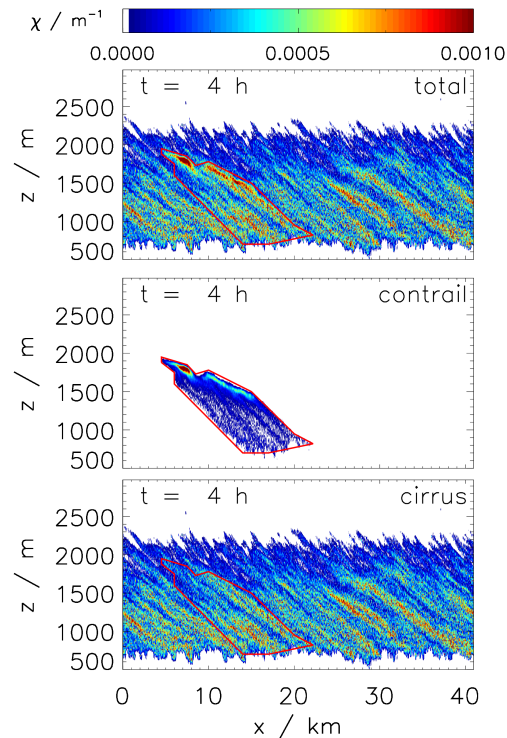 χ / m⁻¹
0.0000 0.0005 0.0010
t = 4 h total
2500
2000
1500
1000
500
z / m
t = 4 h contrail
2500
2000
1500
1000
500
z / m
t = 4 h cirrus
2500
2000
1500
1000
500
z / m
0 10 20 30 40
x / km